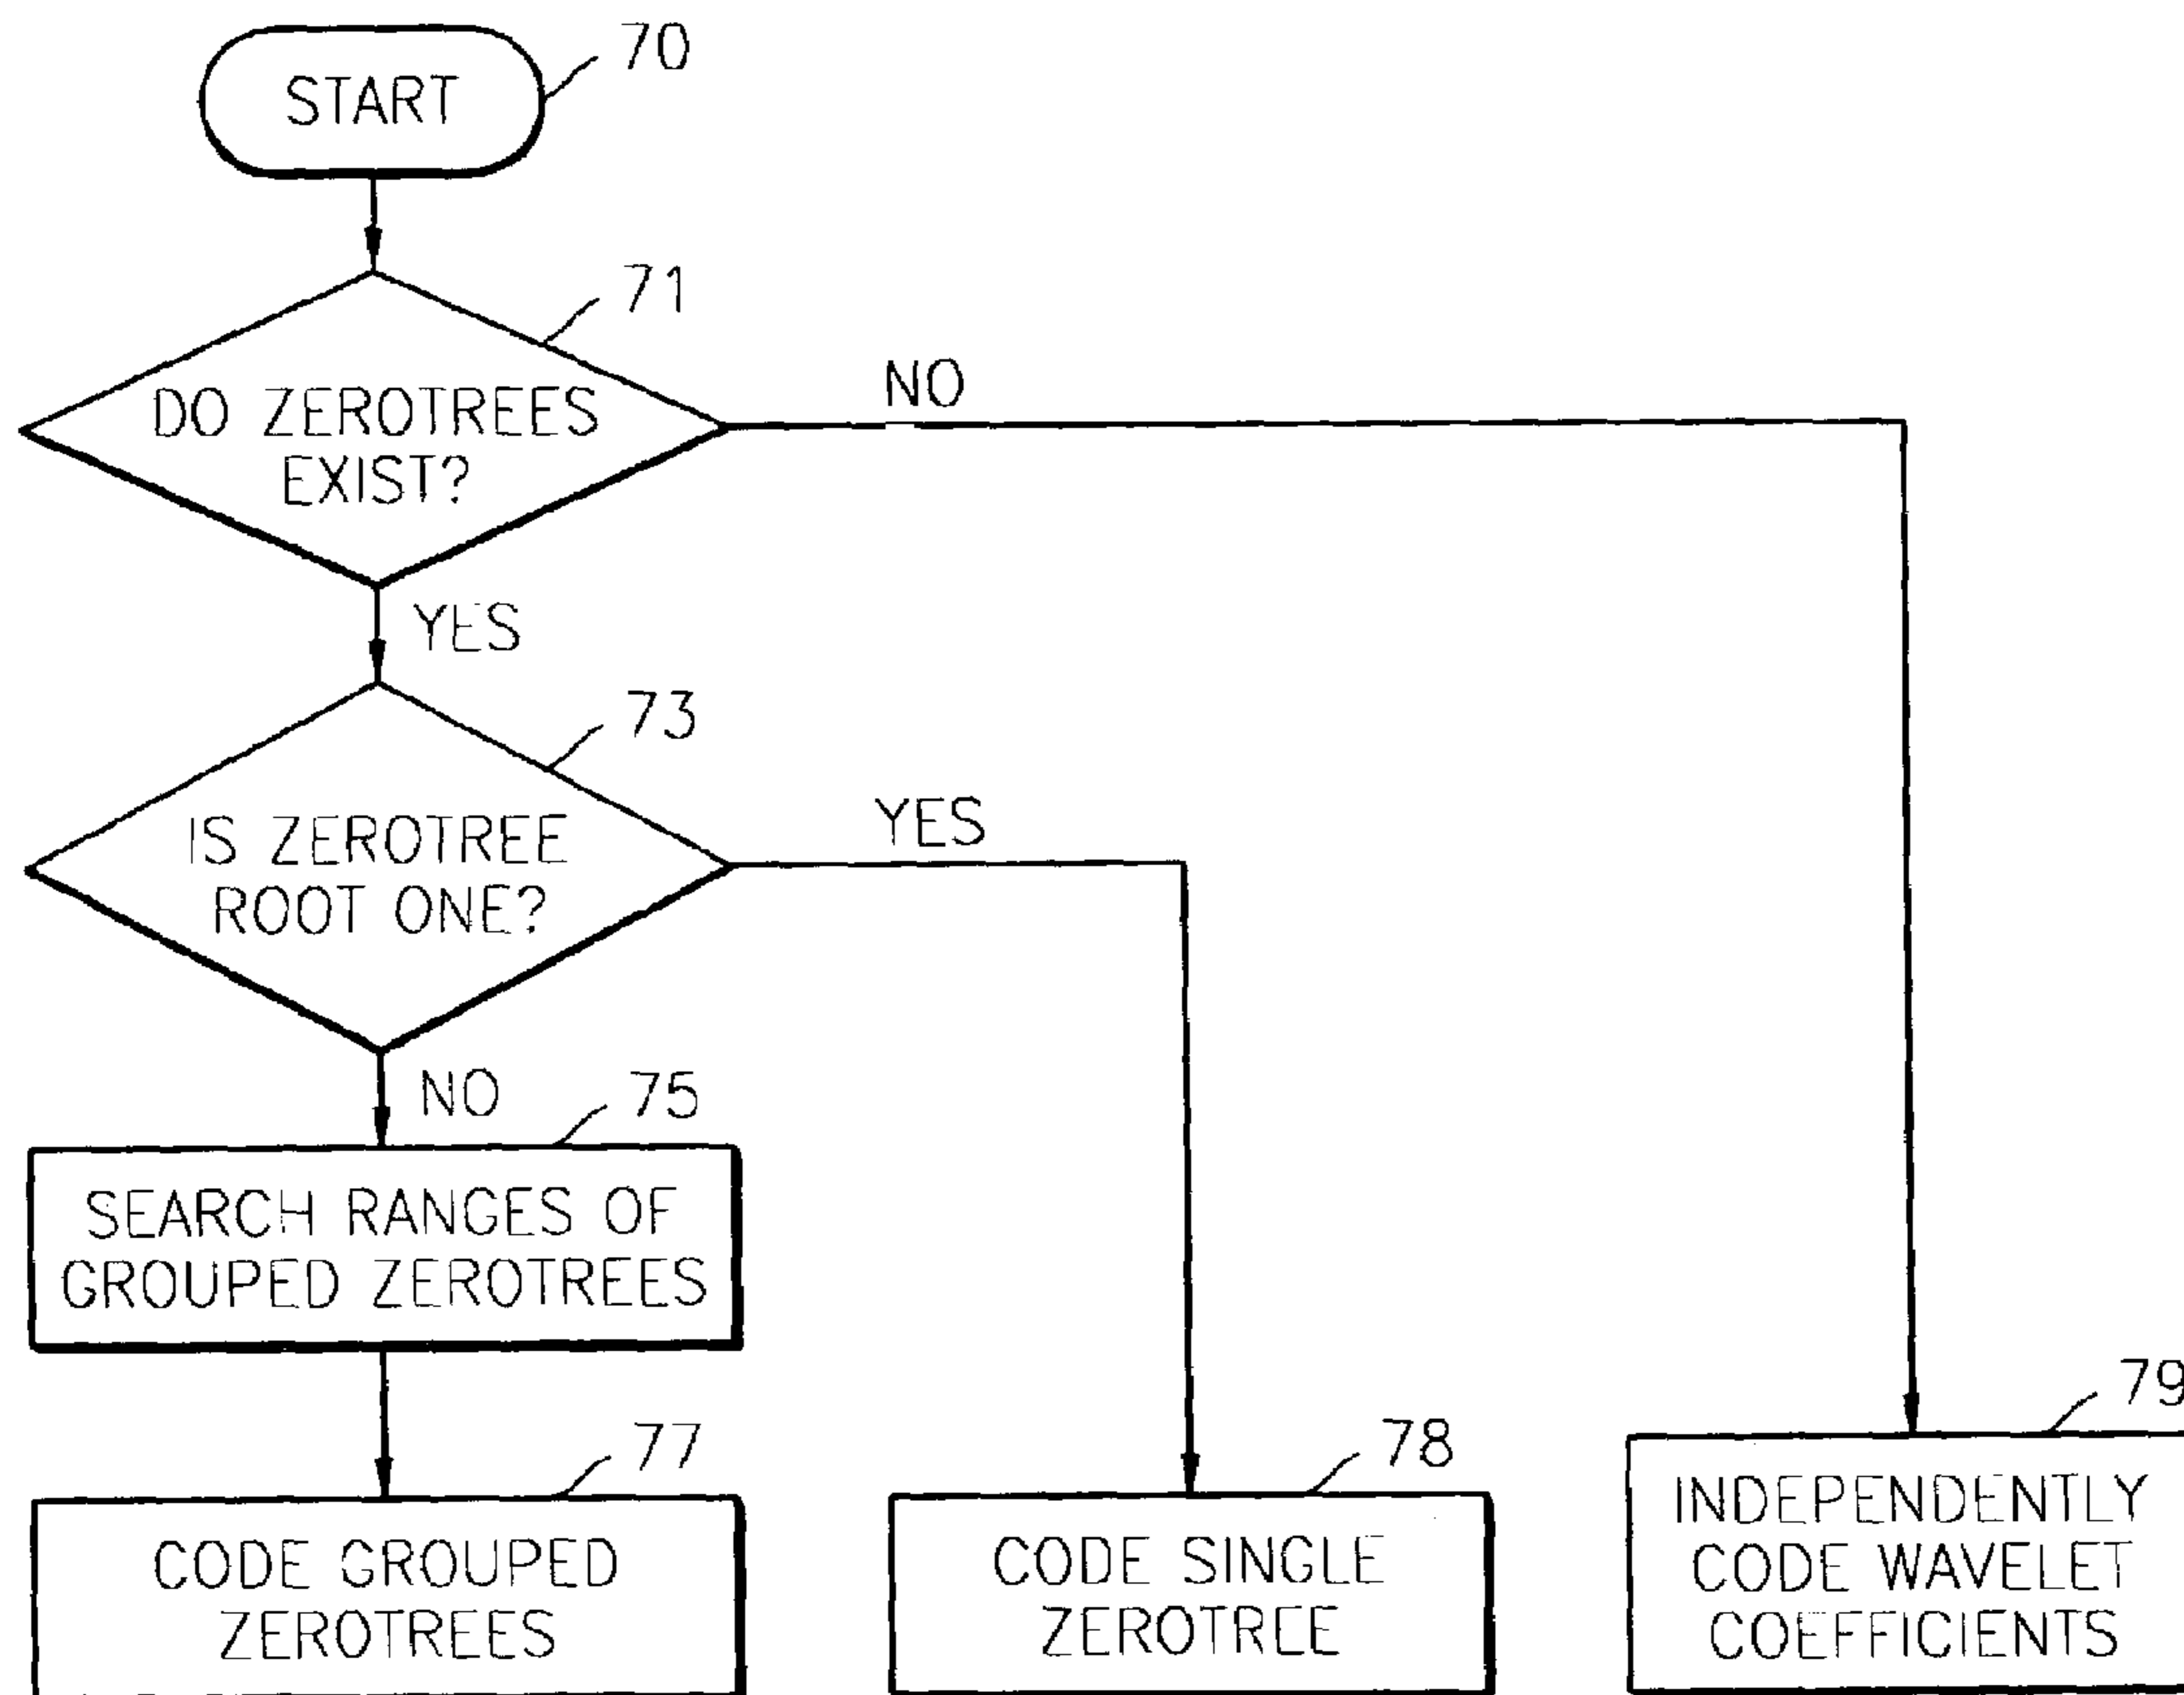 70
START
71
DO ZEROTREES
EXIST?
NO
YES
73
IS ZEROTREE
ROOT ONE?
YES
NO
75
SEARCH RANGES OF
GROUPED ZEROTREES
77
CODE GROUPED
ZEROTREES
78
CODE SINGLE
ZEROTREE
79
INDEPENDENTLY
CODE WAVELET
COEFFICIENTS